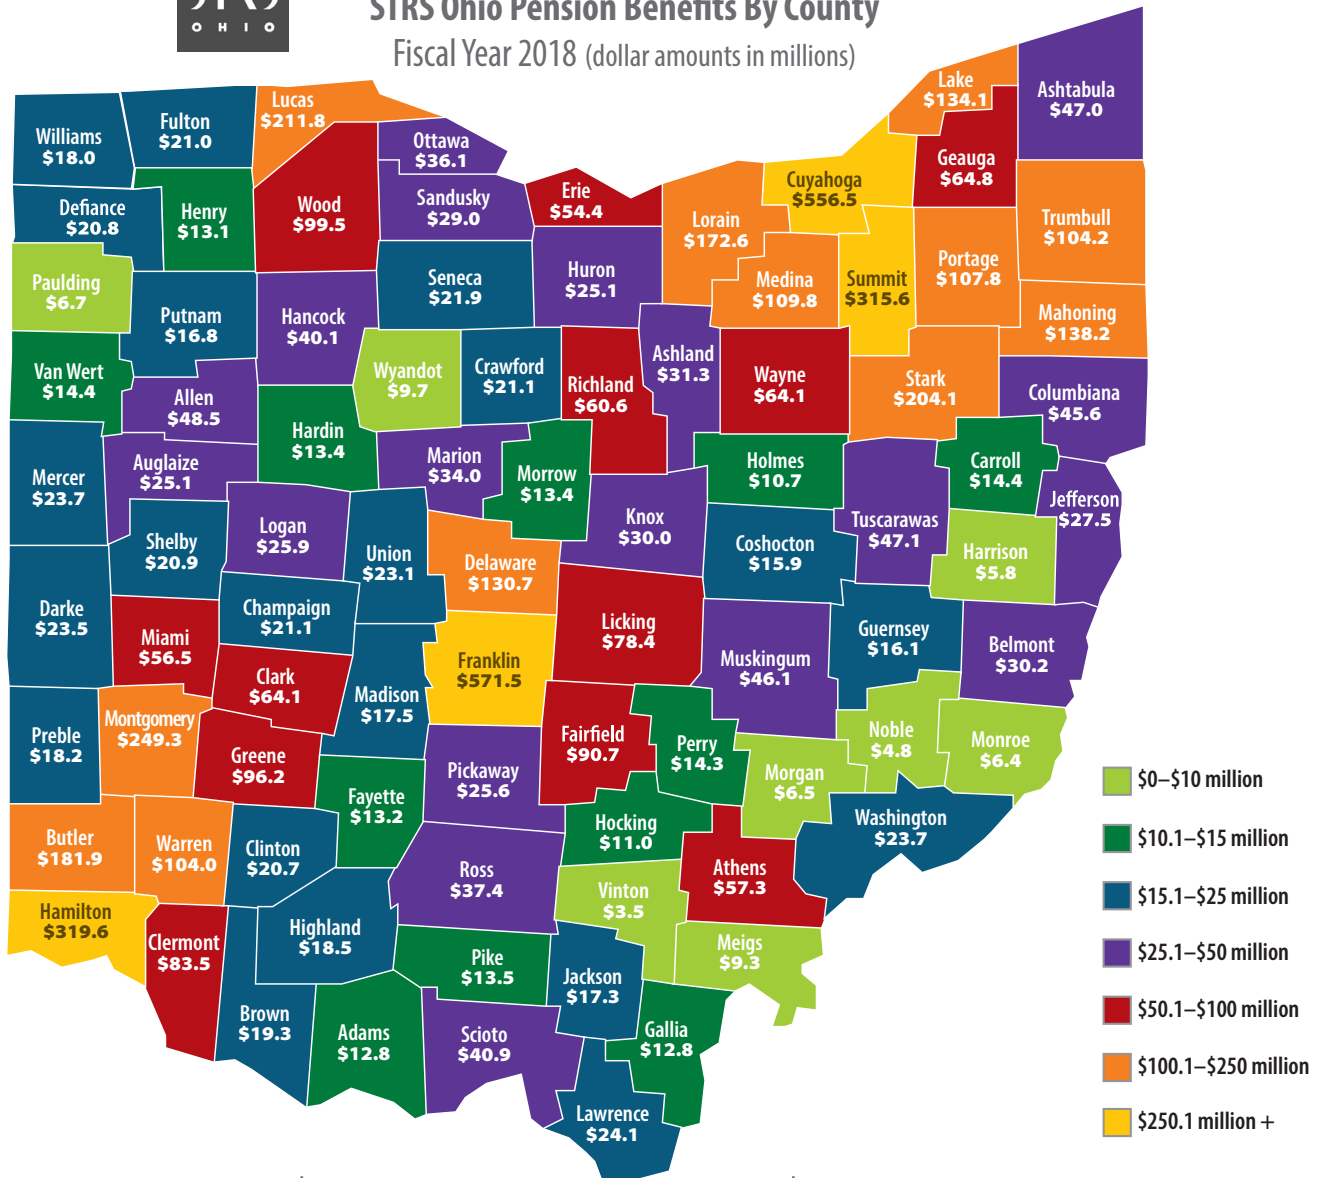 OHIO
STRS Ohio Pension Benefits By County
Fiscal Year 2018 (dollar amounts in millions)
Williams
$18.0
Fulton
$21.0
Lucas
$211.8
Ottawa
$36.1
Lake
$134.1
Ashtabula
$47.0
Geauga
$64.8
Cuyahoga
$556.5
Defiance
$20.8
Henry
$13.1
Wood
$99.5
Sandusky
$29.0
Erie
$54.4
Lorain
$172.6
Trumbull
$104.2
Paulding
$6.7
Putnam
$16.8
Hancock
$40.1
Seneca
$21.9
Huron
$25.1
Medina
$109.8
Summit
$315.6
Portage
$107.8
Mahoning
$138.2
Van Wert
$14.4
Allen
$48.5
Wyandot
$9.7
Crawford
$21.1
Richland
$60.6
Ashland
$31.3
Wayne
$64.1
Stark
$204.1
Columbiana
$45.6
Hardin
$13.4
Mercer
$23.7
Auglaize
$25.1
Marion
$34.0
Morrow
$13.4
Holmes
$10.7
Carroll
$14.4
Jefferson
$27.5
Shelby
$20.9
Logan
$25.9
Union
$23.1
Delaware
$130.7
Knox
$30.0
Coshocton
$15.9
Tuscarawas
$47.1
Harrison
$5.8
Darke
$23.5
Miami
$56.5
Champaign
$21.1
Clark
$64.1
Madison
$17.5
Franklin
$571.5
Licking
$78.4
Muskingum
$46.1
Guernsey
$16.1
Belmont
$30.2
Preble
$18.2
Montgomery
$249.3
Greene
$96.2
Fayette
$13.2
Pickaway
$25.6
Fairfield
$90.7
Perry
$14.3
Morgan
$6.5
Noble
$4.8
Monroe
$6.4
Butler
$181.9
Warren
$104.0
Clinton
$20.7
Ross
$37.4
Hocking
$11.0
Athens
$57.3
Washington
$23.7
Hamilton
$319.6
Clermont
$83.5
Highland
$18.5
Vinton
$3.5
Meigs
$9.3
Brown
$19.3
Adams
$12.8
Pike
$13.5
Scioto
$40.9
Jackson
$17.3
Gallia
$12.8
Lawrence
$24.1
$0–$10 million
$10.1–$15 million
$15.1–$25 million
$25.1–$50 million
$50.1–$100 million
$100.1–$250 million
$250.1 million +